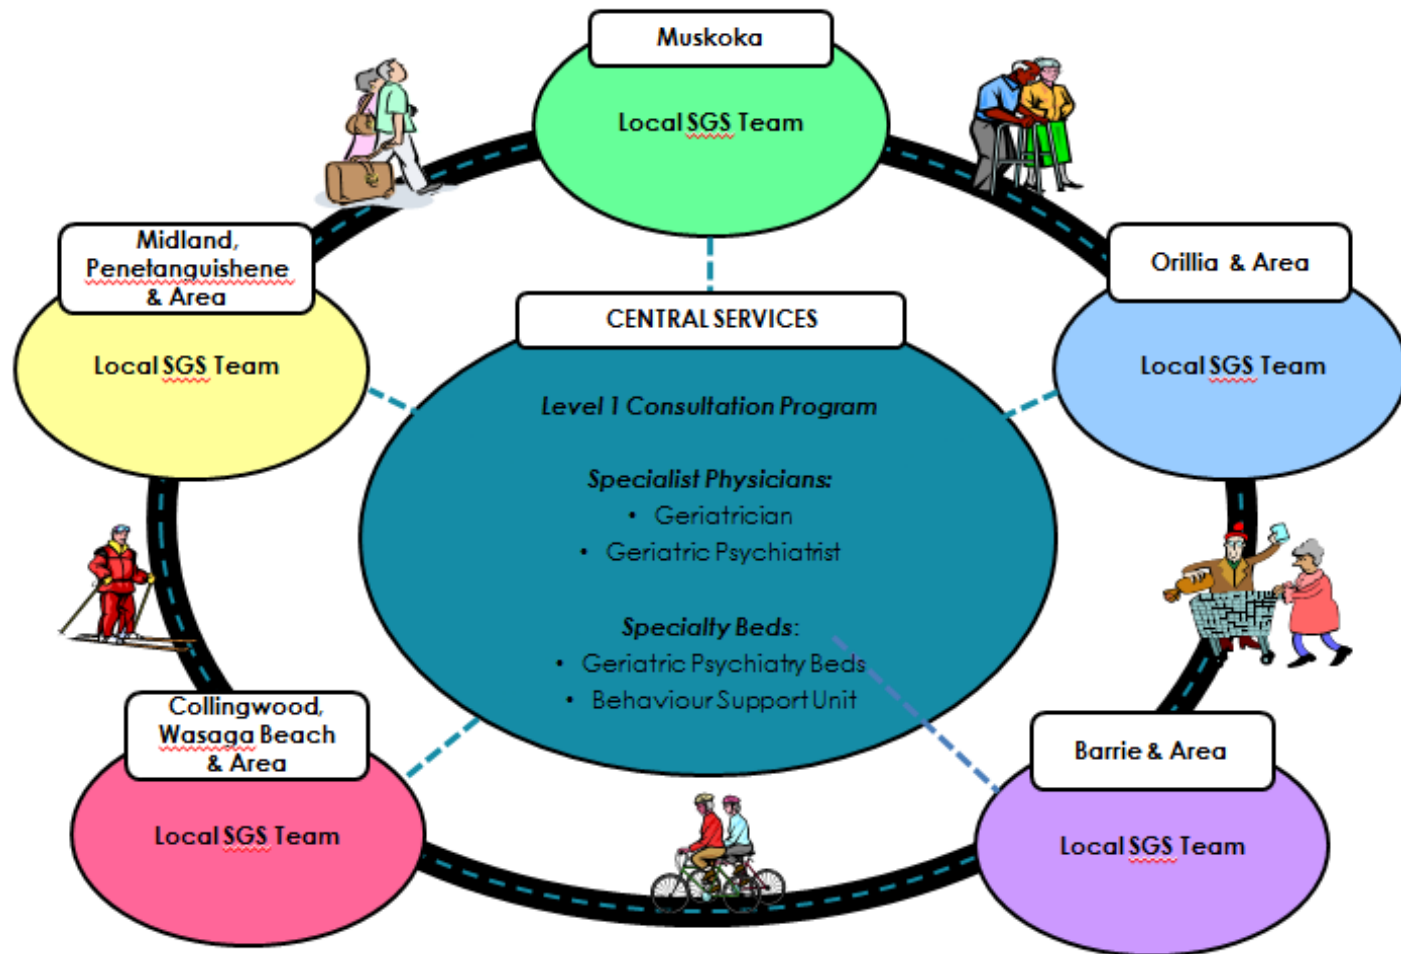 Muskoka
Local SGS Team
Midland,
Penetanguishene
& Area
Local SGS Team
Orillia & Area
Local SGS Team
CENTRAL SERVICES
Level 1 Consultation Program
Specialist Physicians:
• Geriatrician
• Geriatric Psychiatrist
Specialty Beds:
• Geriatric Psychiatry Beds
• Behaviour Support Unit
Collingwood,
Wasaga Beach
& Area
Local SGS Team
Barrie & Area
Local SGS Team